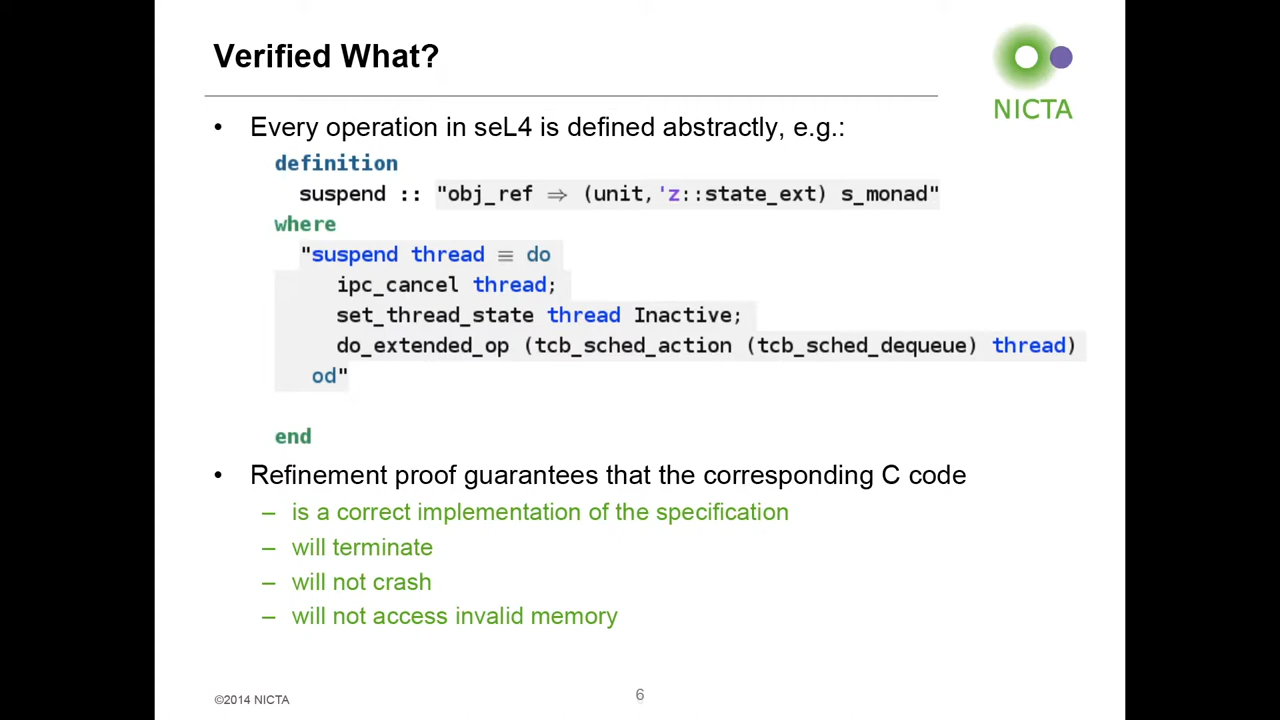 Verified What?
NICTA
• Every operation in seL4 is defined abstractly, e.g.:
definition
suspend :: "obj_ref ⇒ (unit,'z::state_ext) s_monad"
where
"suspend thread ≡ do
ipc_cancel thread;
set_thread_state thread Inactive;
do_extended_op (tcb_sched_action (tcb_sched_dequeue) thread)
od"
end
• Refinement proof guarantees that the corresponding C code
– is a correct implementation of the specification
– will terminate
– will not crash
– will not access invalid memory
©2014 NICTA
6